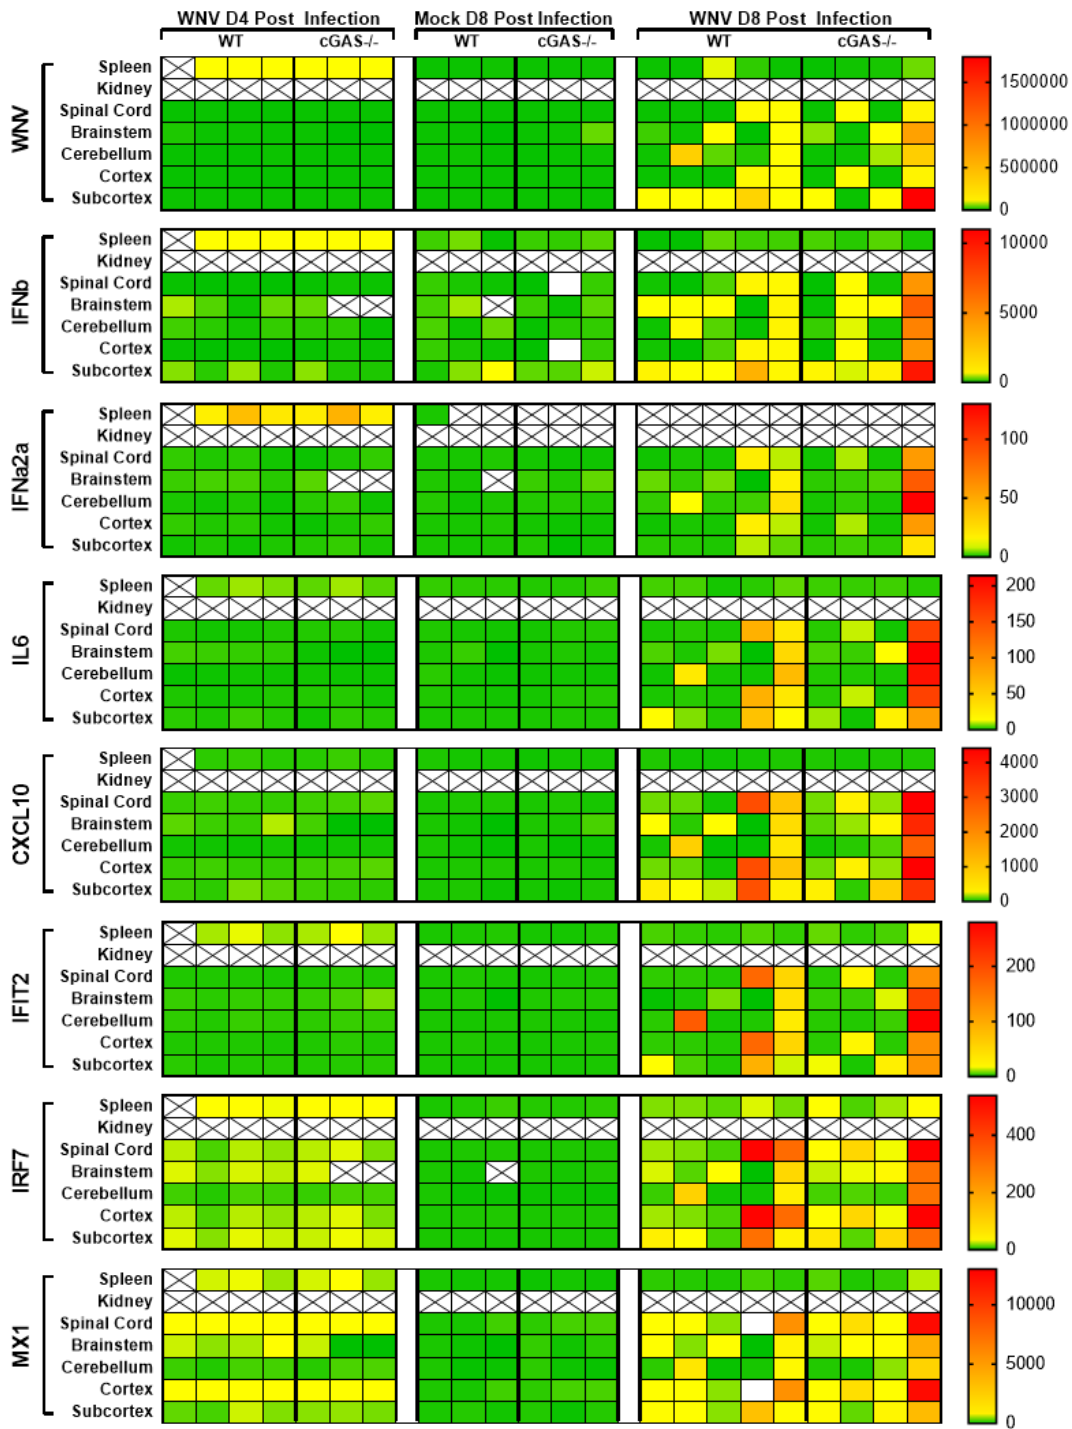 WNV D4 Post Infection Mock D8 Post Infection WNV D8 Post Infection
WT cGAS-/- WT cGAS-/- WT cGAS-/-
WNV
Spleen
Kidney
Spinal Cord
Brainstem
Cerebellum
Cortex
Subcortex
1500000
1000000
500000
0
IFNb
Spleen
Kidney
Spinal Cord
Brainstem
Cerebellum
Cortex
Subcortex
10000
5000
0
IFNa2a
Spleen
Kidney
Spinal Cord
Brainstem
Cerebellum
Cortex
Subcortex
100
50
0
IL6
Spleen
Kidney
Spinal Cord
Brainstem
Cerebellum
Cortex
Subcortex
200
150
100
50
0
CXCL10
Spleen
Kidney
Spinal Cord
Brainstem
Cerebellum
Cortex
Subcortex
4000
3000
2000
1000
0
IFIT2
Spleen
Kidney
Spinal Cord
Brainstem
Cerebellum
Cortex
Subcortex
200
100
0
IRF7
Spleen
Kidney
Spinal Cord
Brainstem
Cerebellum
Cortex
Subcortex
400
200
0
MX1
Spleen
Kidney
Spinal Cord
Brainstem
Cerebellum
Cortex
Subcortex
10000
5000
0